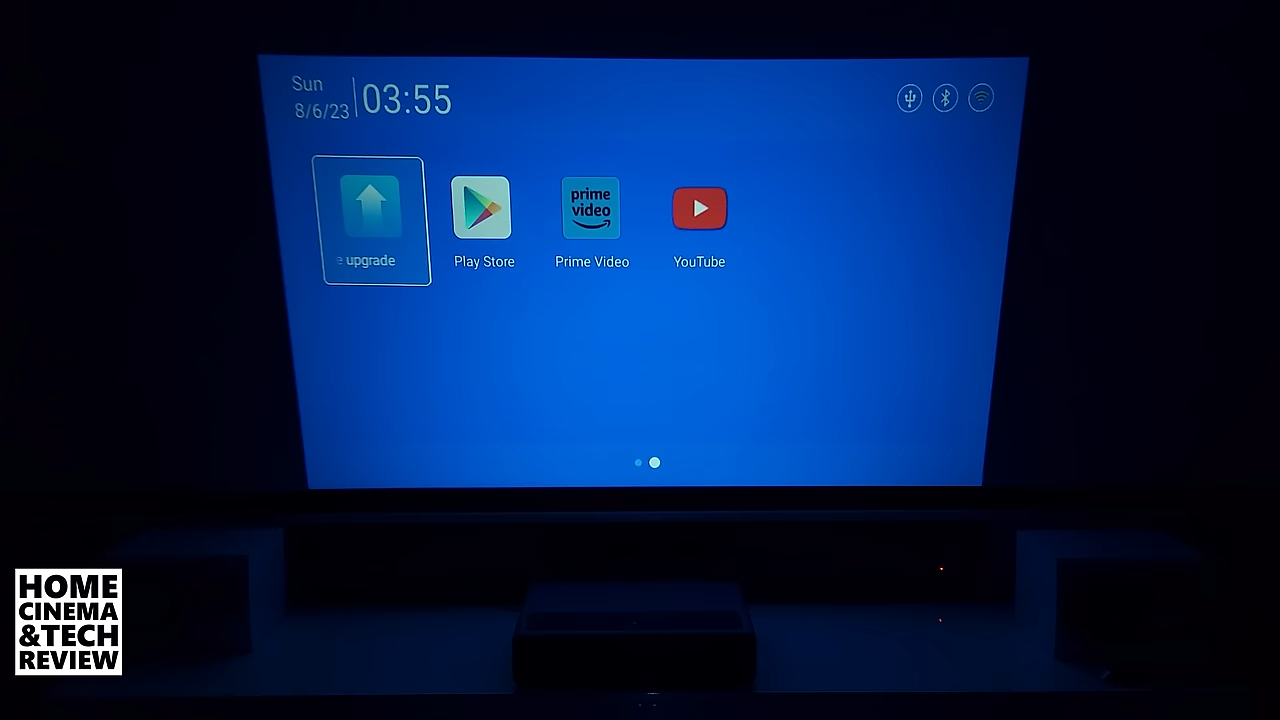 Sun
8/6/23
03:55
prime
video
upgrade
Play Store
Prime Video
YouTube
HOME
CINEMA
&TECH
REVIEW